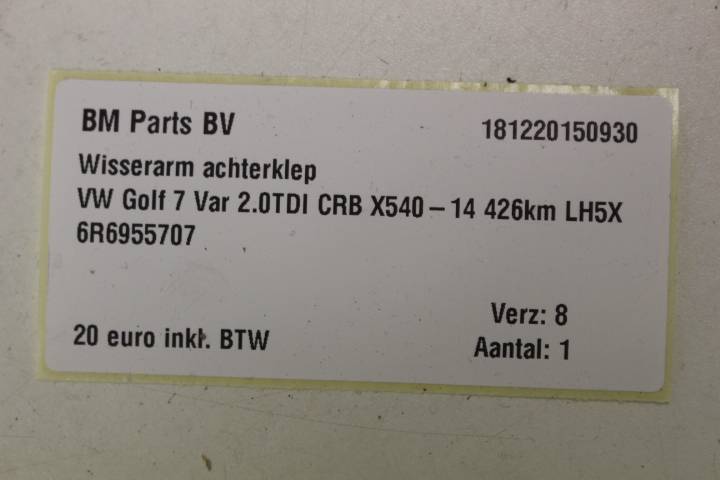 BM Parts BV 181220150930
Wisserarm achterklep
VW Golf 7 Var 2.0TDI CRB X540-14 426km LH5X
6R6955707
Verz: 8
20 euro inkl. BTW Aantal: 1